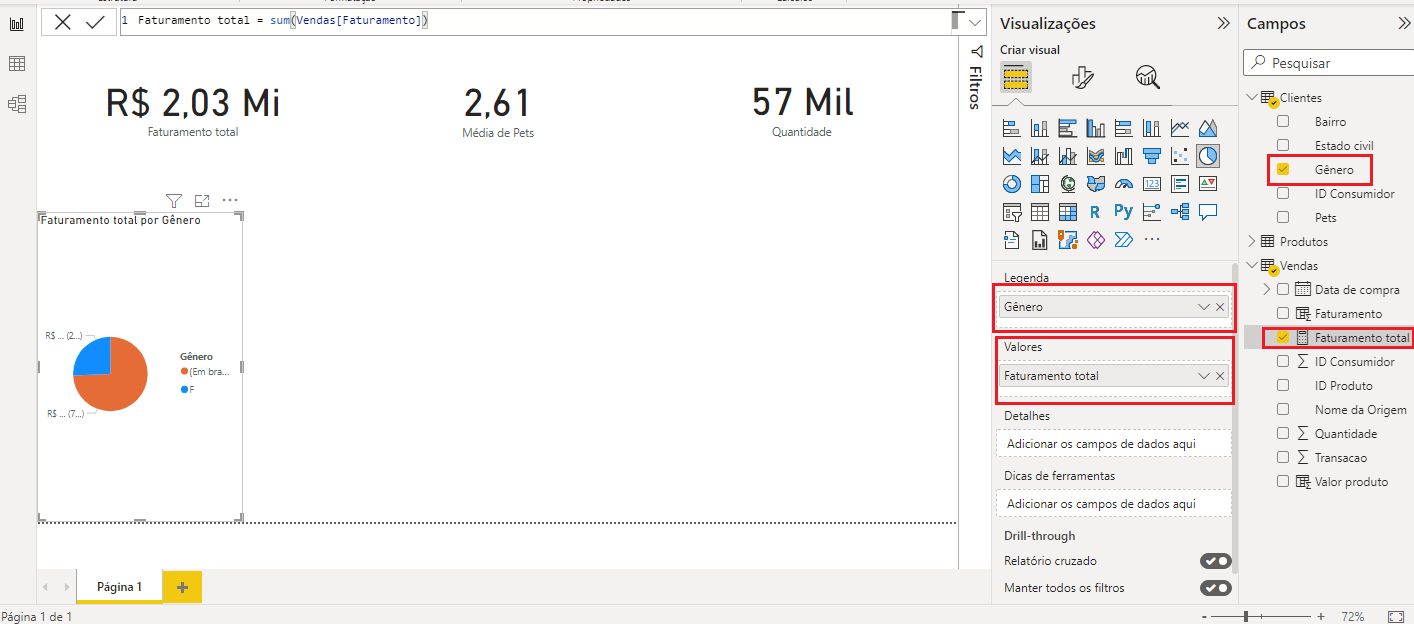 1 Faturamento total = sum(Vendas[Faturamento])
R$ 2,03 Mi
Faturamento total
2,61
Média de Pets
57 Mil
Quantidade
Faturamento total por Gênero
R$ ... (2...)
R$ ... (7...)
Gênero
(Em bra...
F
Página 1
Página 1 de 1
Filtros
Visualizações
Criar visual
123
R
Py
Legenda
Gênero
Valores
Faturamento total
Detalhes
Adicionar os campos de dados aqui
Dicas de ferramentas
Adicionar os campos de dados aqui
Drill-through
Relatório cruzado
Manter todos os filtros
Campos
Pesquisar
Clientes
Bairro
Estado civil
Gênero
ID Consumidor
Pets
Produtos
Vendas
Data de compra
Faturamento
Faturamento total
ID Consumidor
ID Produto
Nome da Origem
Quantidade
Transacao
Valor produto
72%